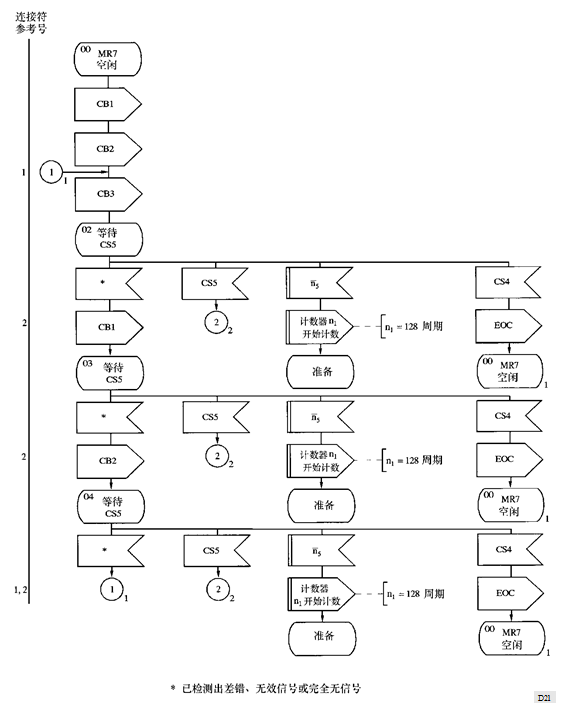 连接符
参考号
00 MR7
空闲
CB1
CB2
1
1
1
CB3
02 等待
CS5
*
CS5
n̅₅
CS4
2
CB1
2
2
计数器 n₁
开始计数
n₁ = 128 周期
EOC
03 等待
CS5
准备
00 MR7
空闲
1
*
CS5
n̅₅
CS4
2
CB2
2
2
计数器 n₁
开始计数
n₁ = 128 周期
EOC
04 等待
CS5
准备
00 MR7
空闲
1
*
CS5
n̅₅
CS4
1, 2
1
1
2
2
计数器
n₁ 开始计数
n₁ = 128 周期
EOC
准备
00 MR7
空闲
1
* 已检测出差错、无效信号或完全无信号
D21